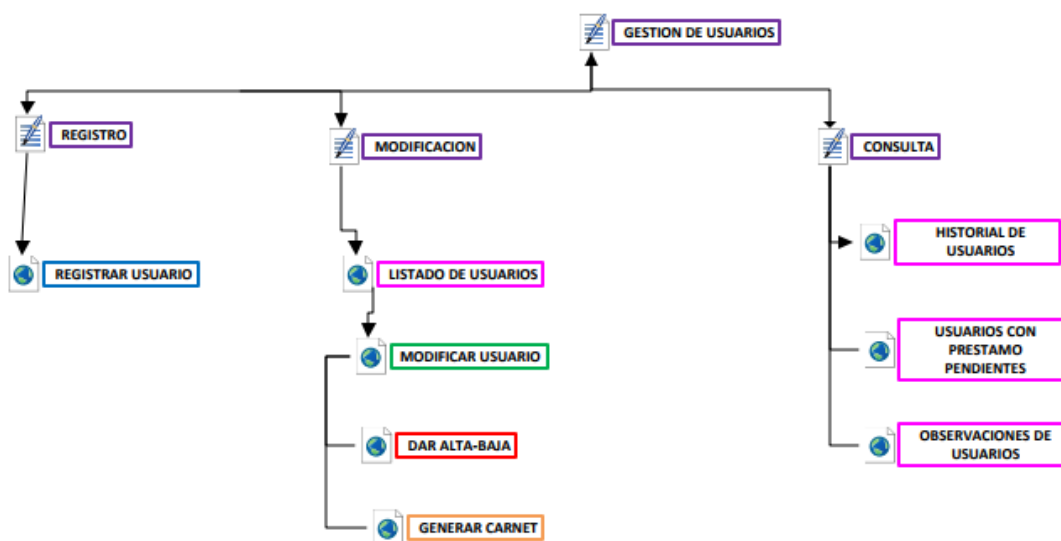 GESTION DE USUARIOS
REGISTRO
MODIFICACION
CONSULTA
REGISTRAR USUARIO
LISTADO DE USUARIOS
MODIFICAR USUARIO
DAR ALTA-BAJA
GENERAR CARNET
HISTORIAL DE
USUARIOS
USUARIOS CON
PRESTAMO
PENDIENTES
OBSERVACIONES DE
USUARIOS